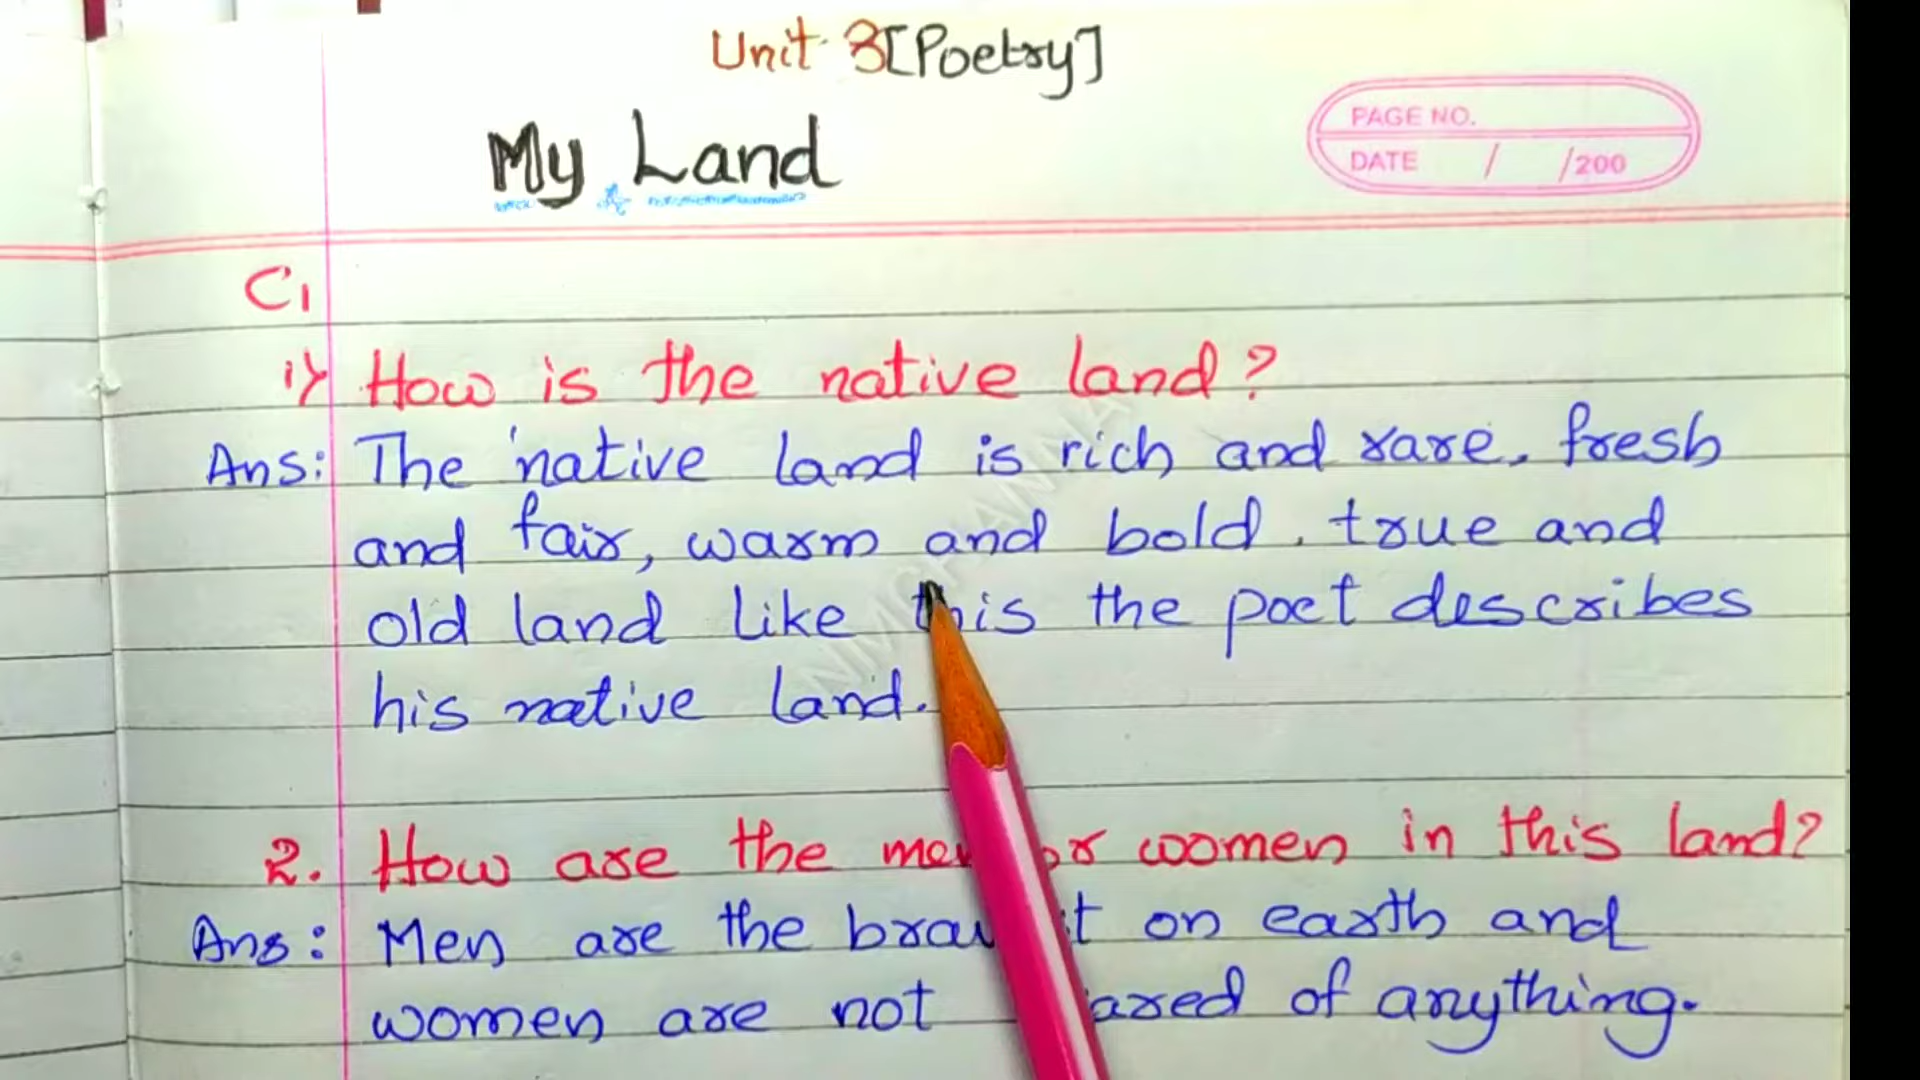 Unit 3[Poetry]
My Land
PAGE NO.
DATE / /200
C1
1) How is the native land?
Ans: The native land is rich and rare, fresh
and fair, warm and bold, true and
old land like this the poet describes
his native land.
2. How are the men or women in this land?
Ans: Men are the on earth and
women are not of anything.